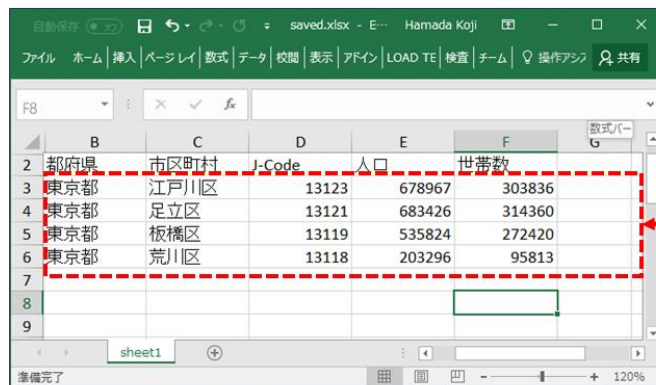 自動保存 オフ saved.xlsx - E… Hamada Koji
ファイル ホーム 挿入 ページ レイ 数式 データ 校閲 表示 アドイン LOAD TE 検査 チーム 操作アシス 共有
F8 fx
数式バー
B C D E F G
2 都府県 市区町村 J-Code 人口 世帯数
3 東京都 江戸川区 13123 678967 303836
4 東京都 足立区 13121 683426 314360
5 東京都 板橋区 13119 535824 272420
6 東京都 荒川区 13118 203296 95813
7
8
9
sheet1
準備完了 120%